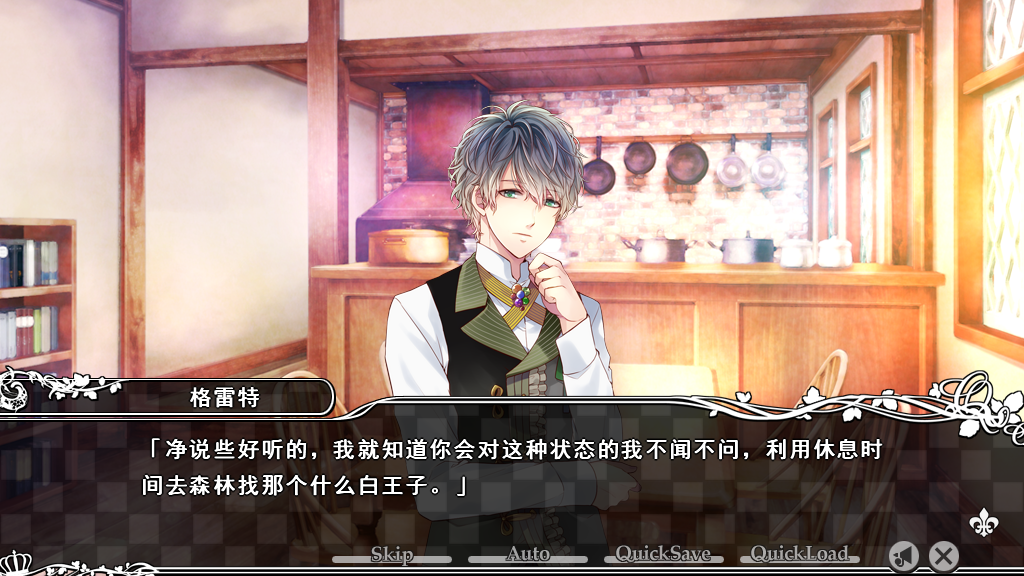 格雷特
「净说些好听的，我就知道你会对这种状态的我不闻不问，利用休息时
间去森林找那个什么白王子。」
Skip
Auto
QuickSave
QuickLoad